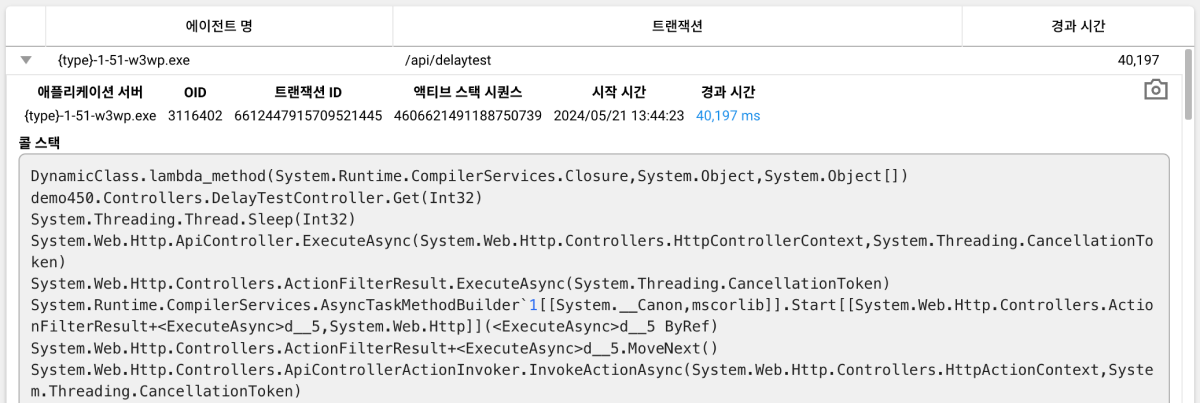 에이전트 명 트랜잭션 경과 시간
{type}-1-51-w3wp.exe /api/delaytest 40,197
애플리케이션 서버 OID 트랜잭션 ID 액티브 스택 시퀀스 시작 시간 경과 시간
{type}-1-51-w3wp.exe 3116402 6612447915709521445 4606621491188750739 2024/05/21 13:44:23 40,197 ms
콜 스택
DynamicClass.lambda_method(System.Runtime.CompilerServices.Closure,System.Object,System.Object[])
demo450.Controllers.DelayTestController.Get(Int32)
System.Threading.Thread.Sleep(Int32)
System.Web.Http.ApiController.ExecuteAsync(System.Web.Http.Controllers.HttpControllerContext,System.Threading.CancellationTo
ken)
System.Web.Http.Controllers.ActionFilterResult.ExecuteAsync(System.Threading.CancellationToken)
System.Runtime.CompilerServices.AsyncTaskMethodBuilder`1[[System.__Canon,mscorlib]].Start[[System.Web.Http.Controllers.Actio
nFilterResult+<ExecuteAsync>d__5,System.Web.Http]](<ExecuteAsync>d__5 ByRef)
System.Web.Http.Controllers.ActionFilterResult+<ExecuteAsync>d__5.MoveNext()
System.Web.Http.Controllers.ApiControllerActionInvoker.InvokeActionAsync(System.Web.Http.Controllers.HttpActionContext,Syste
m.Threading.CancellationToken)